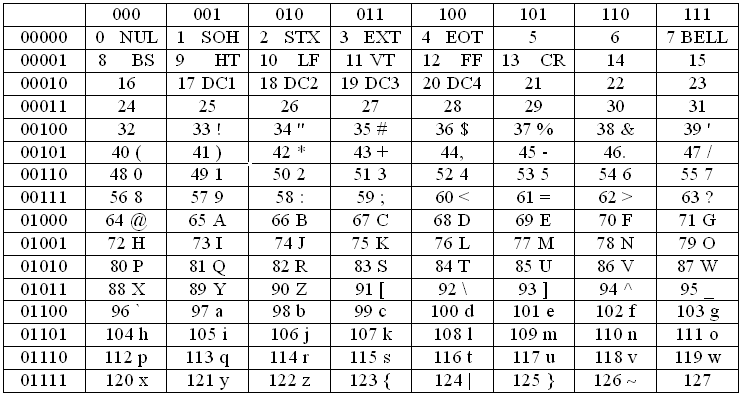 000 001 010 011 100 101 110 111
00000 0 NUL 1 SOH 2 STX 3 EXT 4 EOT 5 6 7 BELL
00001 8 BS 9 HT 10 LF 11 VT 12 FF 13 CR 14 15
00010 16 17 DC1 18 DC2 19 DC3 20 DC4 21 22 23
00011 24 25 26 27 28 29 30 31
00100 32 33 ! 34 " 35 # 36 $ 37 % 38 & 39 '
00101 40 ( 41 ) 42 * 43 + 44, 45 - 46. 47 /
00110 48 0 49 1 50 2 51 3 52 4 53 5 54 6 55 7
00111 56 8 57 9 58 : 59 ; 60 < 61 = 62 > 63 ?
01000 64 @ 65 A 66 B 67 C 68 D 69 E 70 F 71 G
01001 72 H 73 I 74 J 75 K 76 L 77 M 78 N 79 O
01010 80 P 81 Q 82 R 83 S 84 T 85 U 86 V 87 W
01011 88 X 89 Y 90 Z 91 [ 92 \ 93 ] 94 ^ 95 _
01100 96 ` 97 a 98 b 99 c 100 d 101 e 102 f 103 g
01101 104 h 105 i 106 j 107 k 108 l 109 m 110 n 111 o
01110 112 p 113 q 114 r 115 s 116 t 117 u 118 v 119 w
01111 120 x 121 y 122 z 123 { 124 | 125 } 126 ~ 127